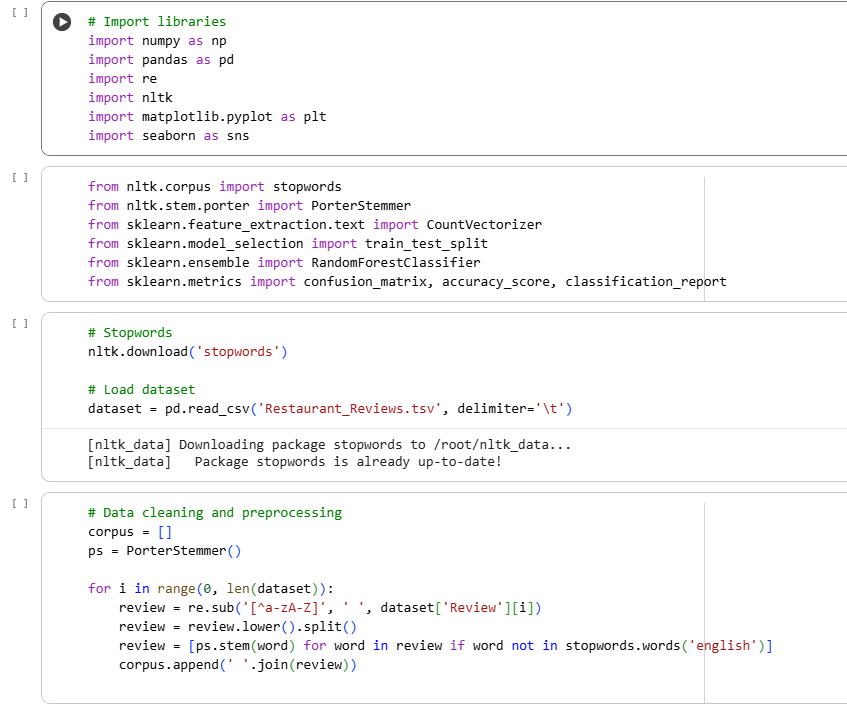 [ ]
# Import libraries
import numpy as np
import pandas as pd
import re
import nltk
import matplotlib.pyplot as plt
import seaborn as sns
[ ]
from nltk.corpus import stopwords
from nltk.stem.porter import PorterStemmer
from sklearn.feature_extraction.text import CountVectorizer
from sklearn.model_selection import train_test_split
from sklearn.ensemble import RandomForestClassifier
from sklearn.metrics import confusion_matrix, accuracy_score, classification_report
[ ]
# Stopwords
nltk.download('stopwords')
# Load dataset
dataset = pd.read_csv('Restaurant_Reviews.tsv', delimiter='\t')
[nltk_data] Downloading package stopwords to /root/nltk_data...
[nltk_data]   Package stopwords is already up-to-date!
[ ]
# Data cleaning and preprocessing
corpus = []
ps = PorterStemmer()
for i in range(0, len(dataset)):
    review = re.sub('[^a-zA-Z]', ' ', dataset['Review'][i])
    review = review.lower().split()
    review = [ps.stem(word) for word in review if word not in stopwords.words('english')]
    corpus.append(' '.join(review))